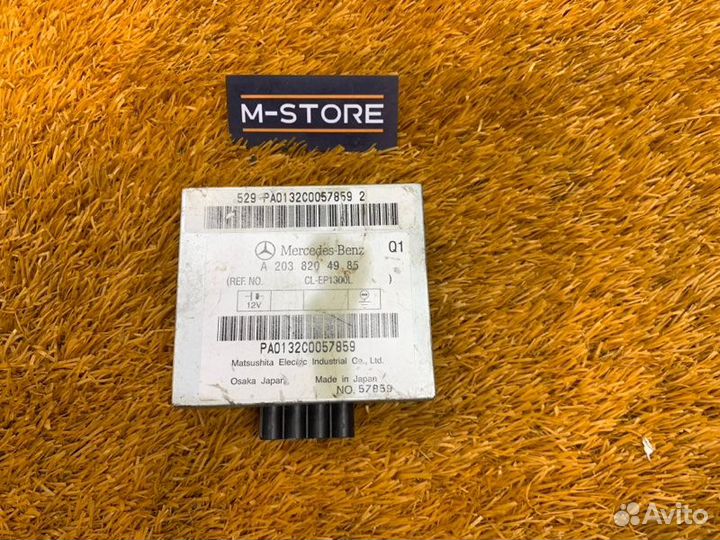 M-STORE
529 PA0132C0057859 2
Mercedes-Benz Q1
A 203 820 49 85
(REF. NO. CL-EP1300L )
12V
PA0132C0057859
Matsushita Electric Industrial Co., Ltd.
Osaka Japan Made in Japan
NO. 57859
Avito